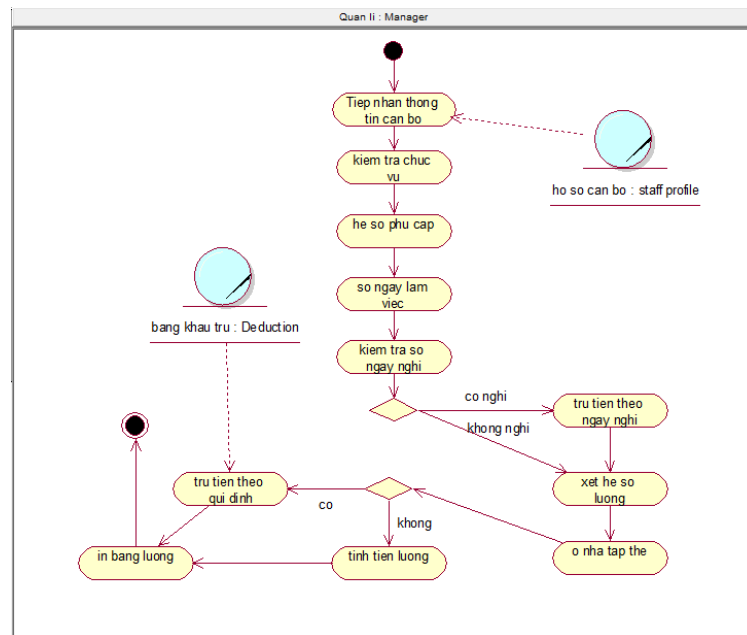 Quan li : Manager
Tiep nhan thong
tin can bo
kiem tra chuc
vu
ho so can bo : staff profile
he so phu cap
so ngay lam
viec
bang khau tru : Deduction
kiem tra so
ngay nghi
co nghi
khong nghi
tru tien theo
ngay nghi
tru tien theo
qui dinh
co
khong
xet he so
luong
in bang luong
tinh tien luong
o nha tap the